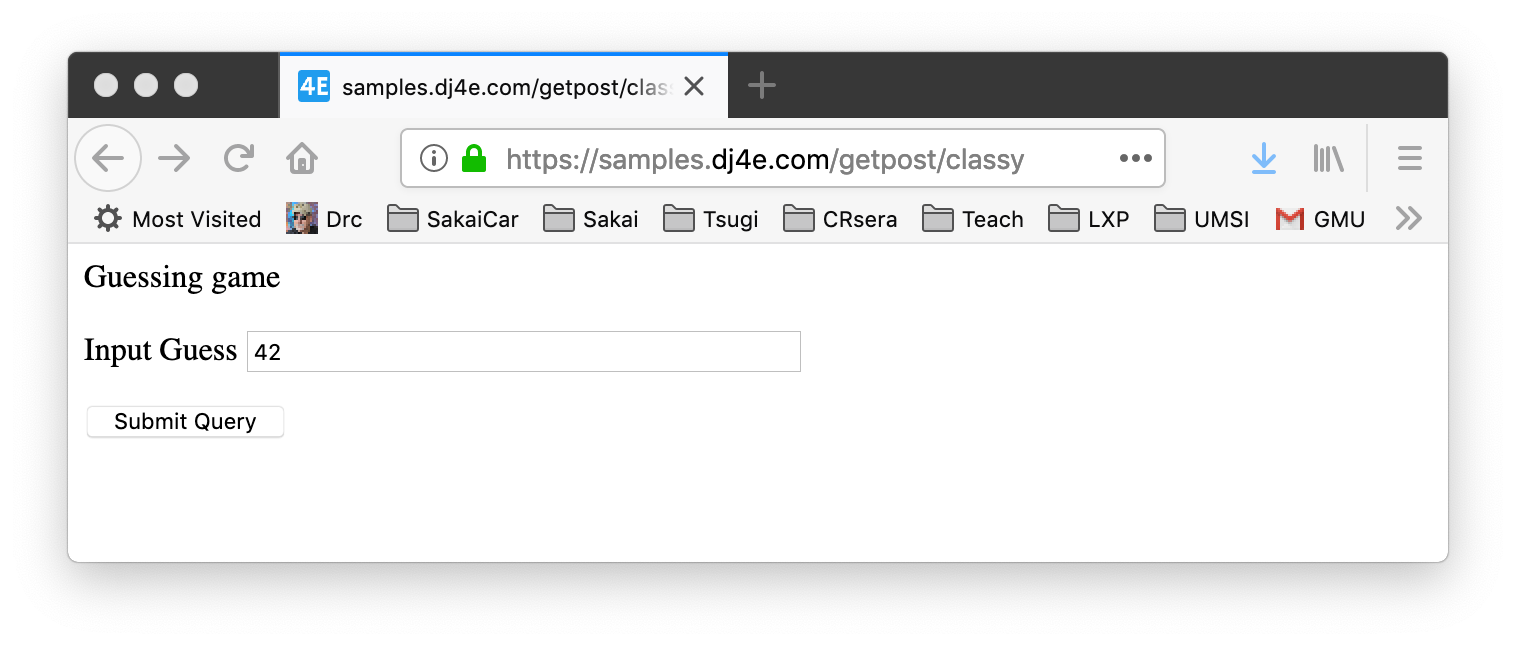 4E samples.dj4e.com/getpost/clas
https://samples.dj4e.com/getpost/classy
Most Visited Drc SakaiCar Sakai Tsugi CRsera Teach LXP UMSI GMU
Guessing game
Input Guess 42
Submit Query